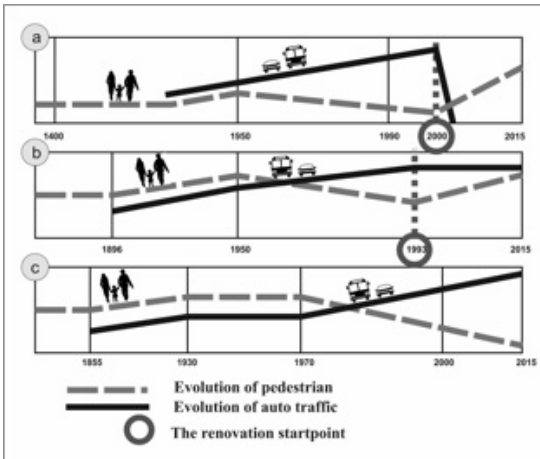 a
1400 1950 1990 2000 2015
b
1896 1950 1993 2015
c
1855 1930 1970 2000 2015
Evolution of pedestrian
Evolution of auto traffic
The renovation startpoint